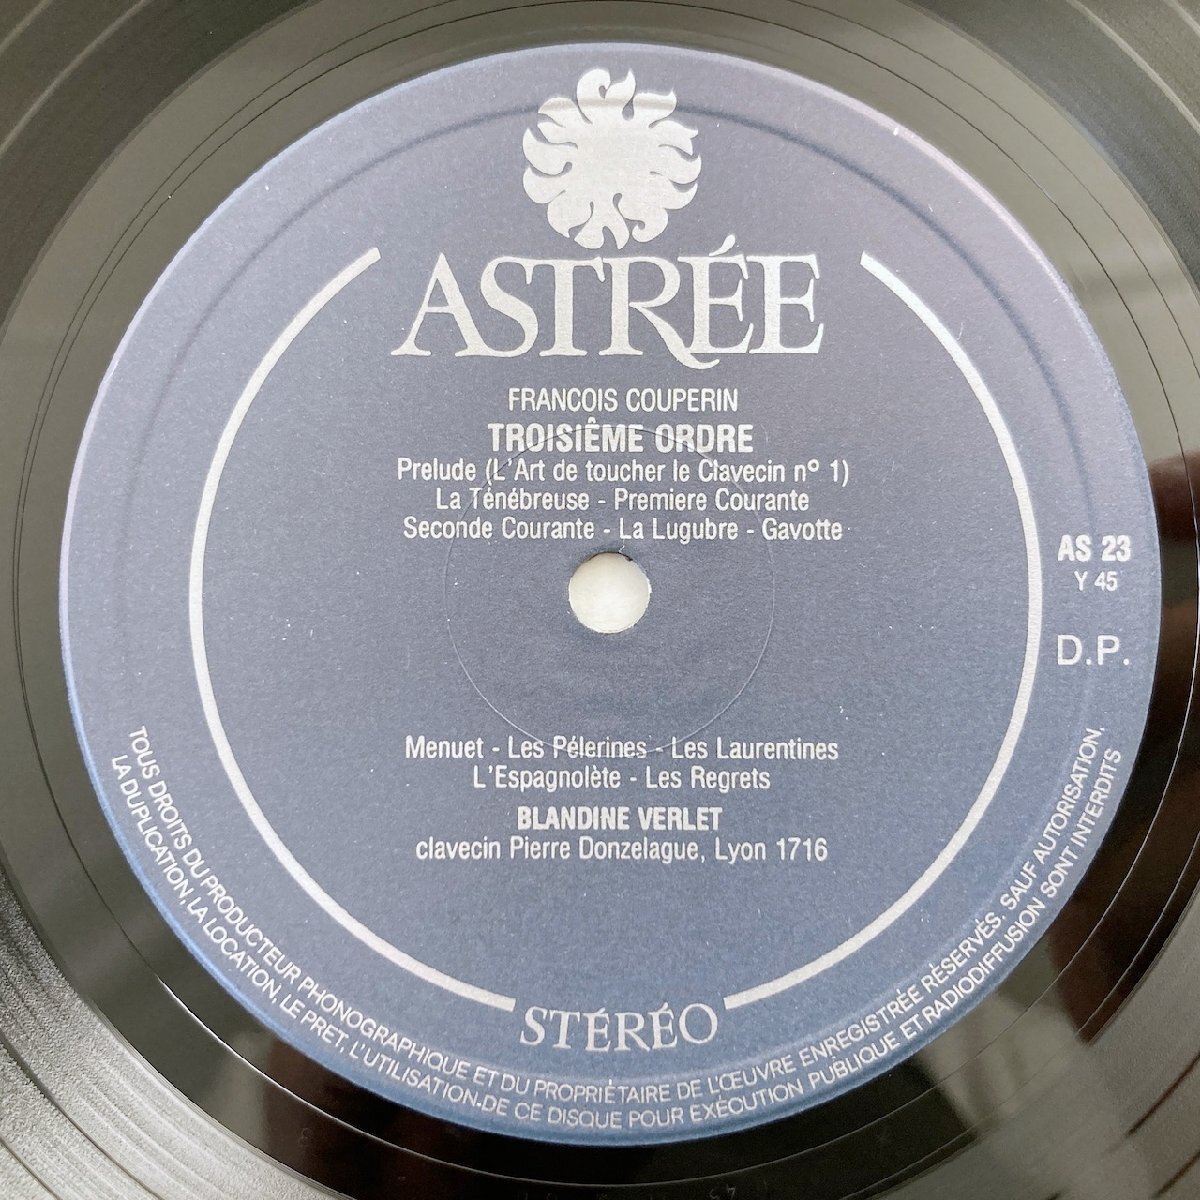 ASTRÉE
FRANCOIS COUPERIN
TROISIÊME ORDRE
Prelude (L'Art de toucher le Clavecin n° 1)
La Ténébreuse - Premiere Courante
Seconde Courante - La Lugubre - Gavotte
AS 23
Y 45
D.P.
Menuet - Les Pélerines - Les Laurentines
L'Espagnolète - Les Regrets
BLANDINE VERLET
clavecin Pierre Donzelague, Lyon 1716
STÉRÉO
TOUS DROITS DU PRODUCTEUR PHONOGRAPHIQUE ET DU PROPRIÉTAIRE DE L'ŒUVRE ENREGISTRÉE RÉSERVÉS. SAUF AUTORISATION,
LA DUPLICATION, LA LOCATION, LE PRET, L'UTILISATION DE CE DISQUE POUR EXÉCUTION PUBLIQUE ET RADIODIFFUSION SONT INTERDITS